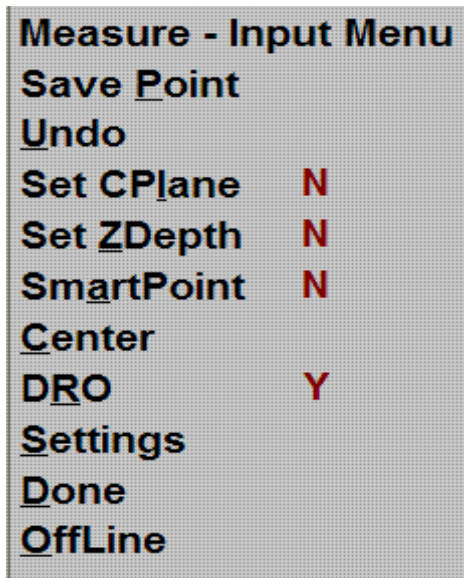 Measure - Input Menu
Save Point
Undo
Set CPlane N
Set ZDepth N
SmartPoint N
Center
DRO Y
Settings
Done
OffLine